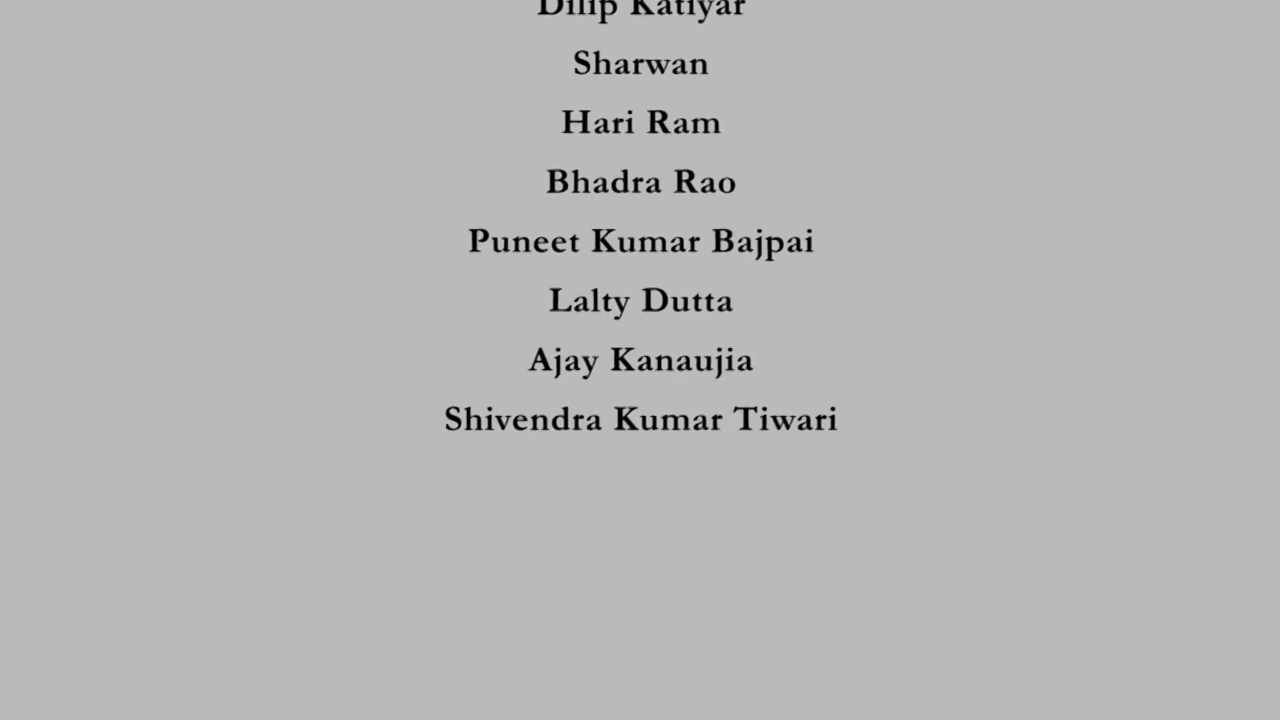 Dilip Katiyar
Sharwan
Hari Ram
Bhadra Rao
Puneet Kumar Bajpai
Lalty Dutta
Ajay Kanaujia
Shivendra Kumar Tiwari